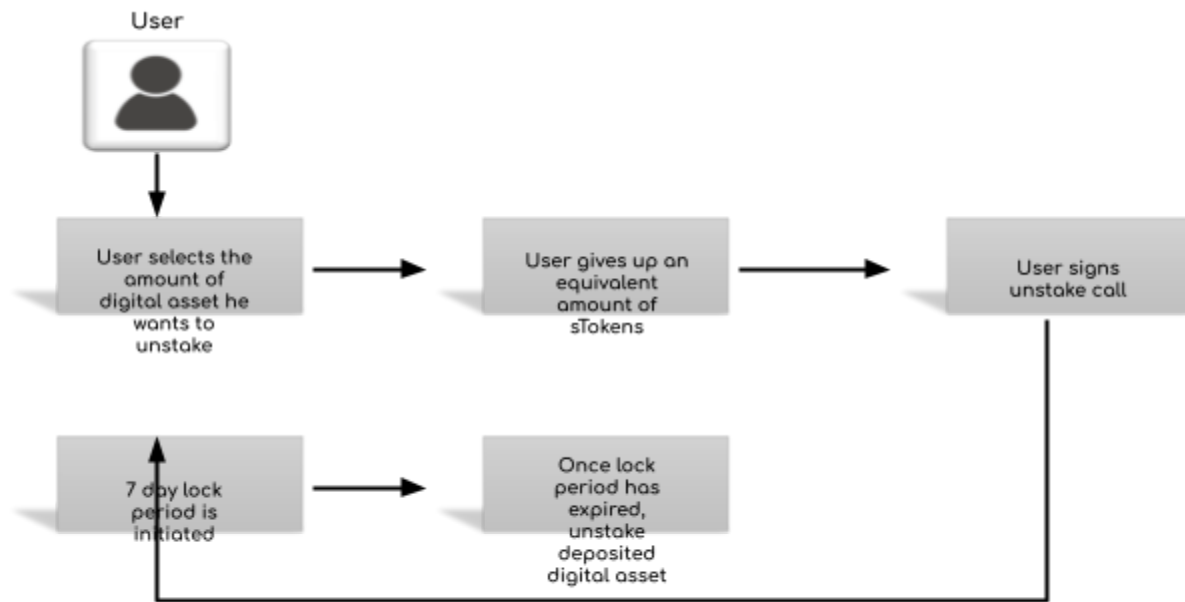 User
User selects the
amount of
digital asset he
wants to
unstake
User gives up an
equivalent
amount of
sTokens
User signs
unstake call
7 day lock
period is
initiated
Once lock
period has
expired,
unstake
deposited
digital asset